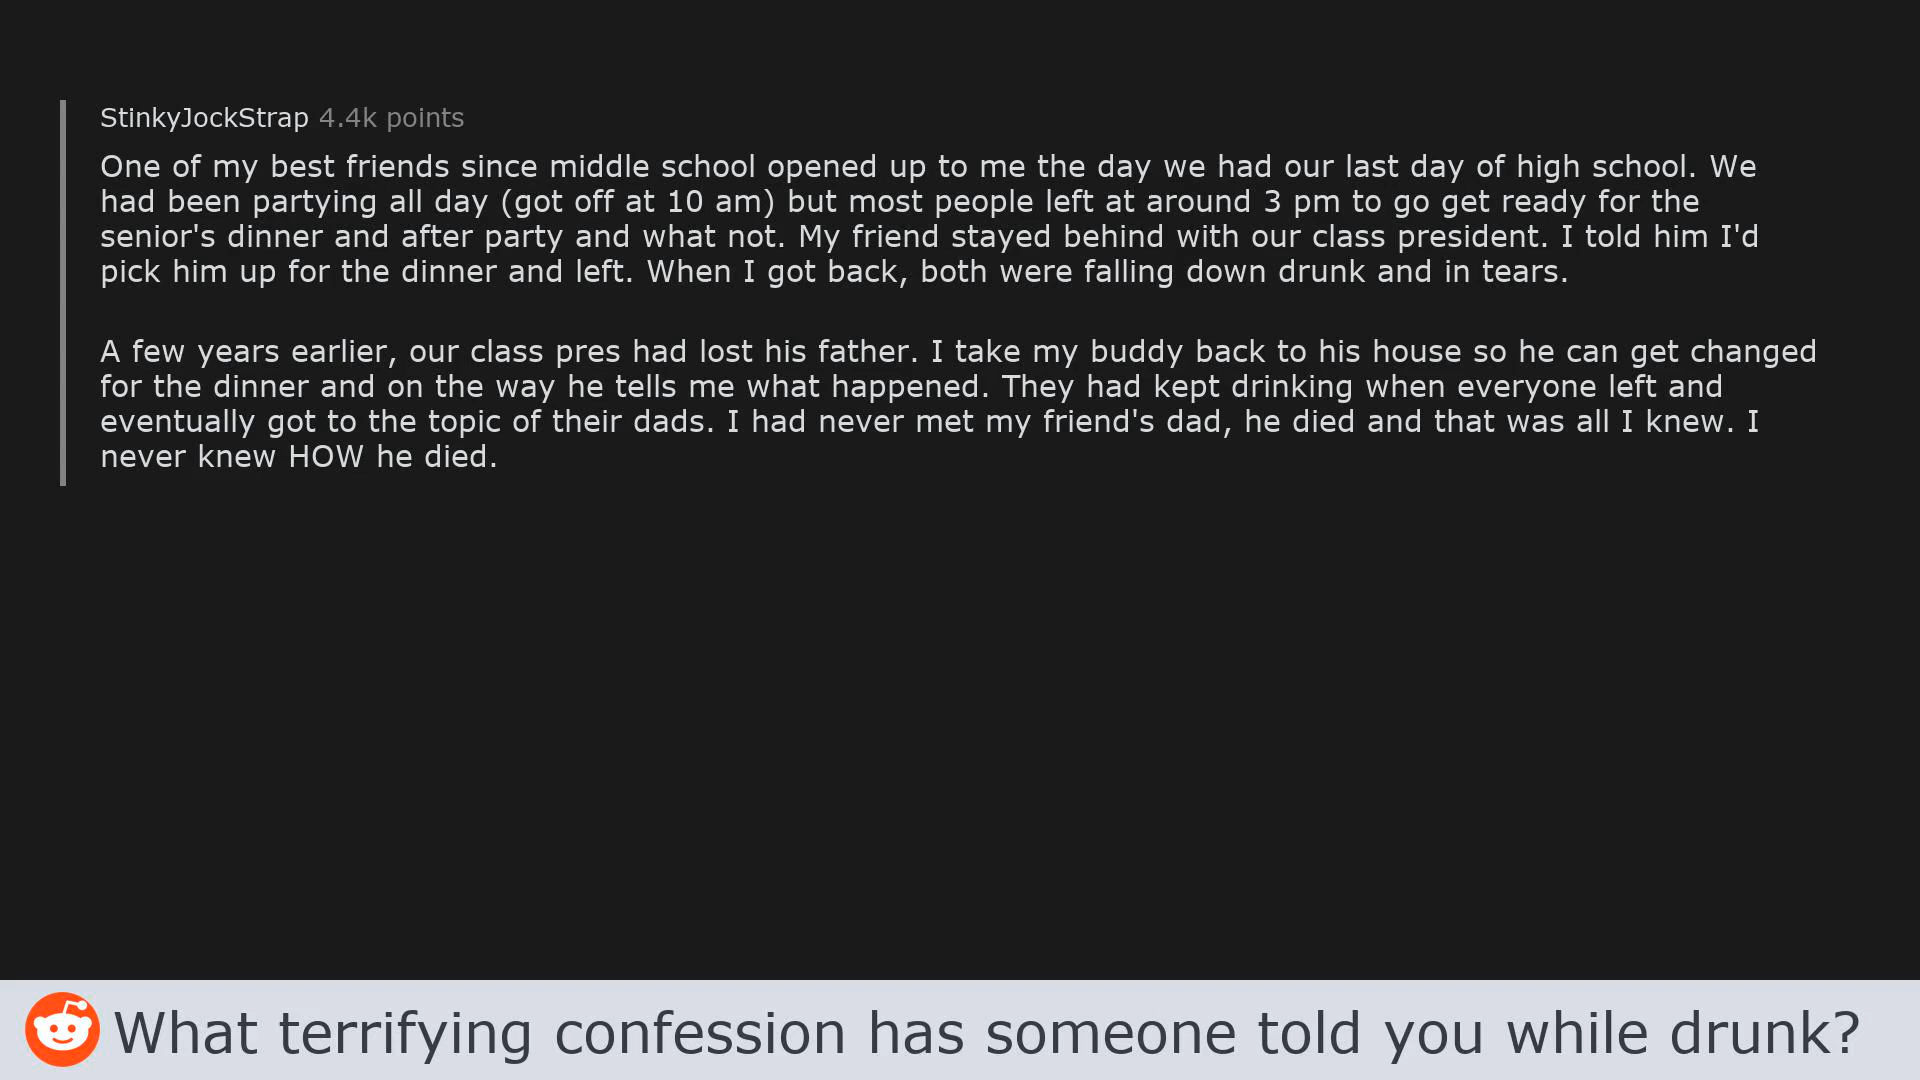 StinkyJockStrap 4.4k points
One of my best friends since middle school opened up to me the day we had our last day of high school. We
had been partying all day (got off at 10 am) but most people left at around 3 pm to go get ready for the
senior's dinner and after party and what not. My friend stayed behind with our class president. I told him I'd
pick him up for the dinner and left. When I got back, both were falling down drunk and in tears.
A few years earlier, our class pres had lost his father. I take my buddy back to his house so he can get changed
for the dinner and on the way he tells me what happened. They had kept drinking when everyone left and
eventually got to the topic of their dads. I had never met my friend's dad, he died and that was all I knew. I
never knew HOW he died.
What terrifying confession has someone told you while drunk?